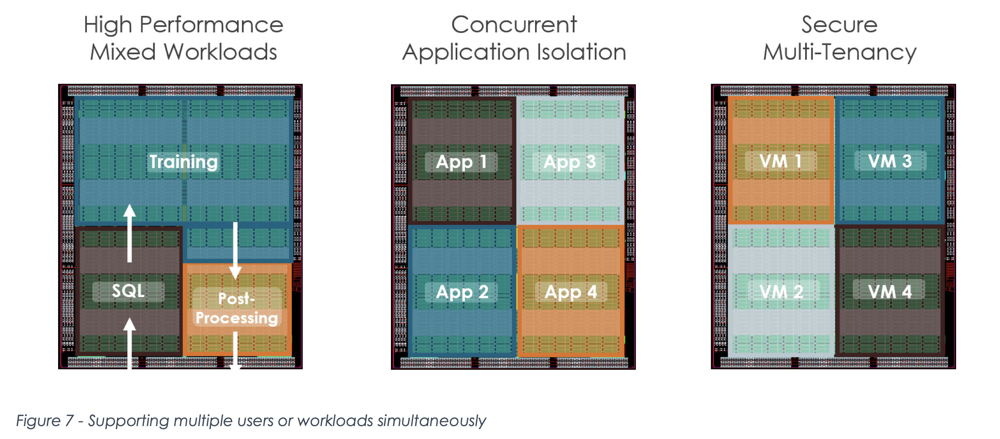 High Performance
Mixed Workloads
Training
SQL
Post-
Processing
Concurrent
Application Isolation
App 1
App 3
App 2
App 4
Secure
Multi-Tenancy
VM 1
VM 3
VM 2
VM 4
Figure 7 - Supporting multiple users or workloads simultaneously